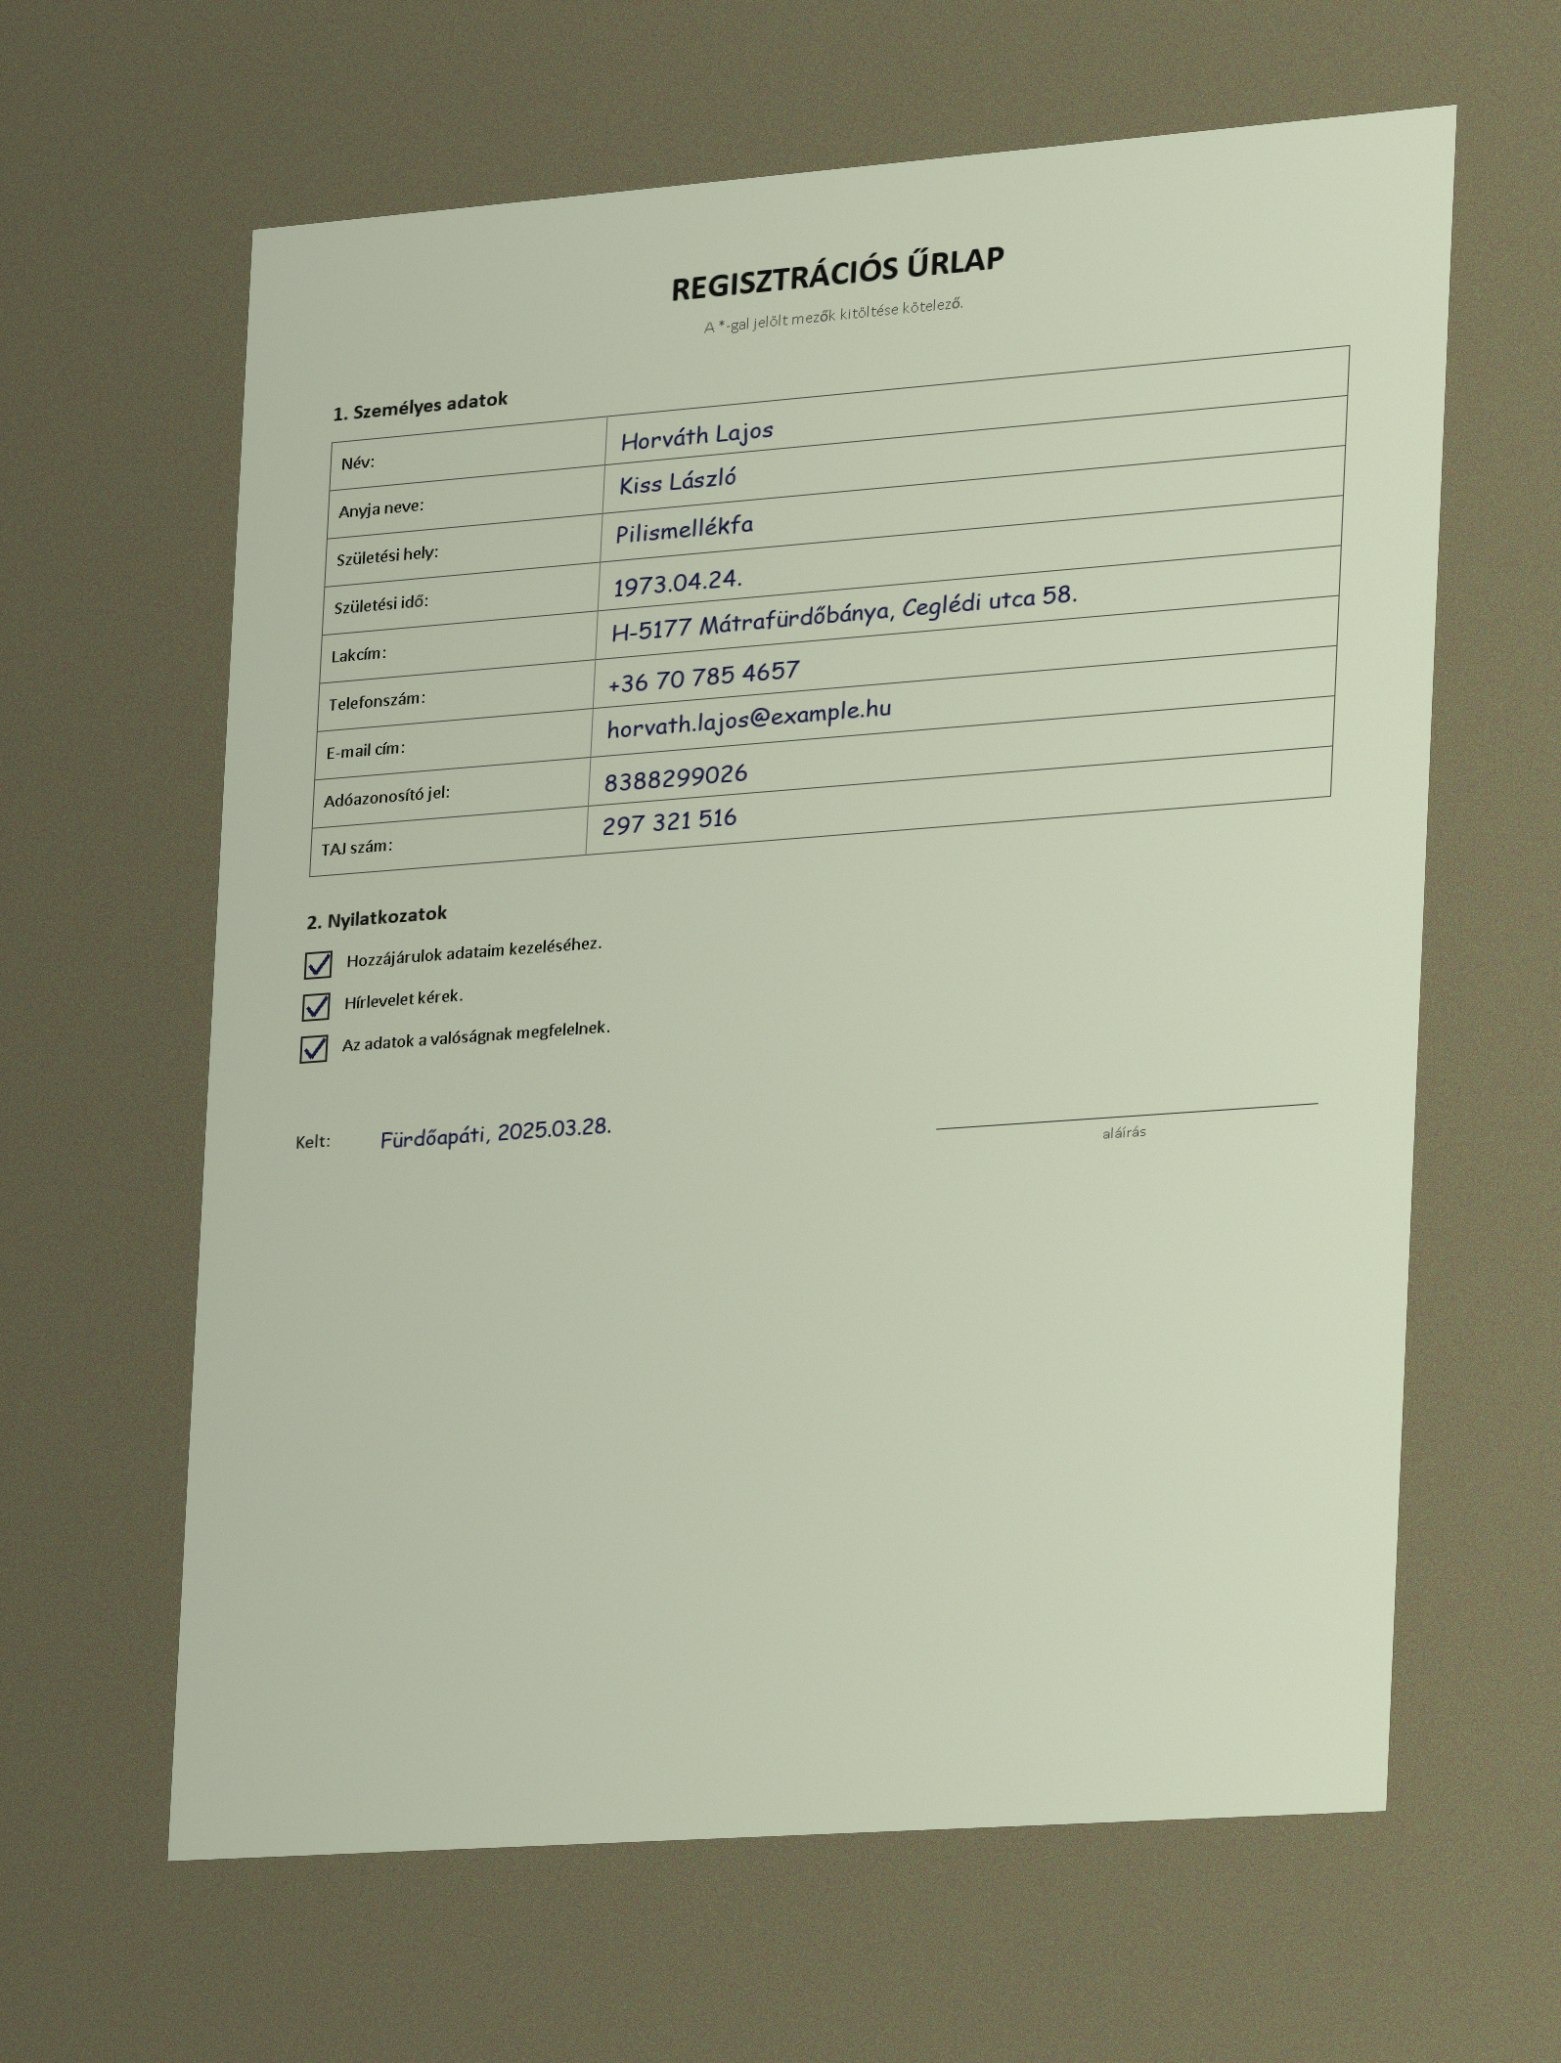 REGISZTRÁCIÓS ŰRLAP
A *-gal jelölt mezők kitöltése kötelező.
1. Személyes adatok
Név: Horváth Lajos
Anyja neve: Kiss László
Születési hely: Pilismellékfa
Születési idő: 1973.04.24.
Lakcím: H-5177 Mátrafürdőbánya, Ceglédi utca 58.
Telefonszám: +36 70 785 4657
E-mail cím: horvath.lajos@example.hu
Adóazonosító jel: 8388299026
TAJ szám: 297 321 516
2. Nyilatkozatok
Hozzájárulok adataim kezeléséhez.
Hírlevelet kérek.
Az adatok a valóságnak megfelelnek.
Kelt: Fürdőapáti, 2025.03.28.
aláírás